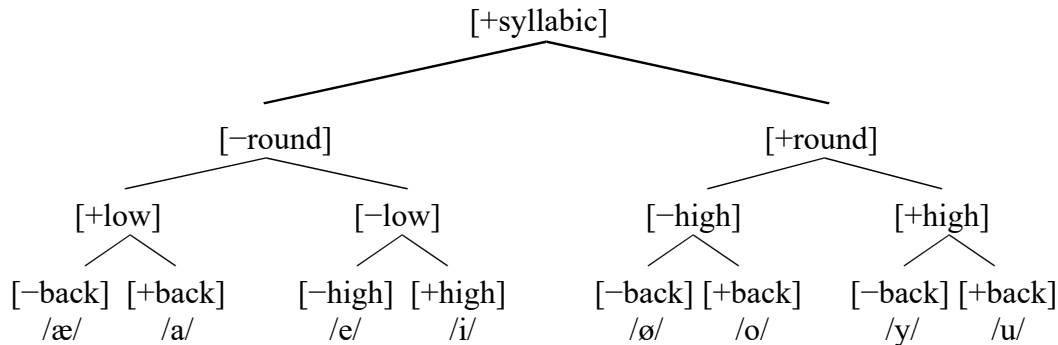 [+syllabic]
[−round] [+round]
[+low] [−low] [−high] [+high]
[−back] [+back] [−high] [+high] [−back] [+back] [−back] [+back]
/æ/ /a/ /e/ /i/ /ø/ /o/ /y/ /u/